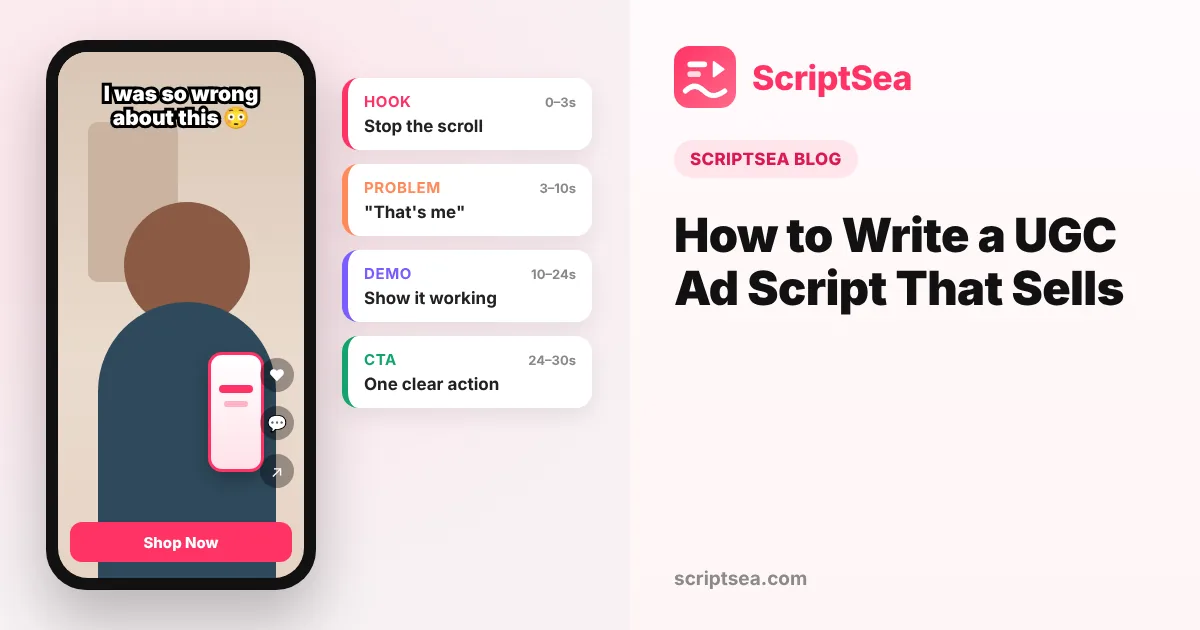 I was so wrong
about this 😳
Shop Now
HOOK 0–3s
Stop the scroll
PROBLEM 3–10s
"That's me"
DEMO 10–24s
Show it working
CTA 24–30s
One clear action
ScriptSea
SCRIPTSEA BLOG
How to Write a UGC
Ad Script That Sells
scriptsea.com